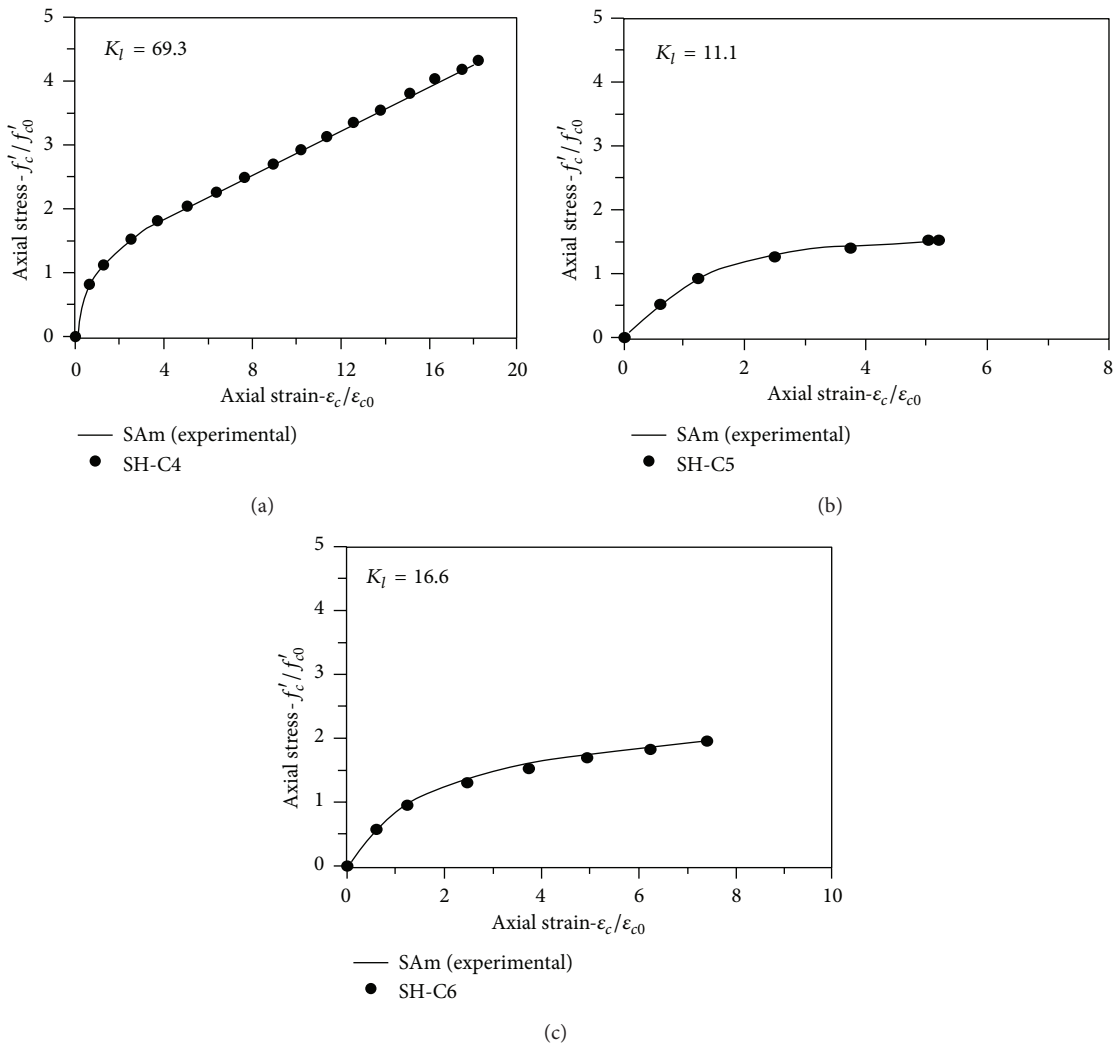 5
4
3
2
1
0
K_l = 69.3
Axial stress-f′_c/f′_c0
0 4 8 12 16 20
Axial strain-ε_c/ε_c0
SAm (experimental)
SH-C4
(a)
5
4
3
2
1
0
K_l = 11.1
Axial stress-f′_c/f′_c0
0 2 4 6 8
Axial strain-ε_c/ε_c0
SAm (experimental)
SH-C5
(b)
5
4
3
2
1
0
K_l = 16.6
Axial stress-f′_c/f′_c0
0 2 4 6 8 10
Axial strain-ε_c/ε_c0
SAm (experimental)
SH-C6
(c)